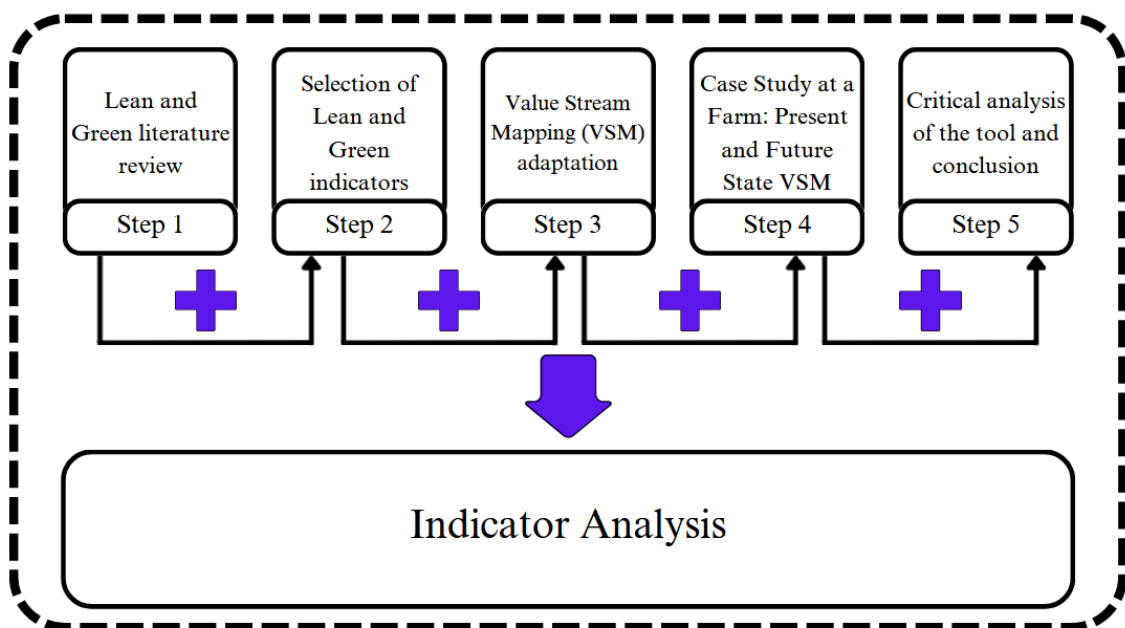 Lean and
Green literature
review
Step 1
Selection of
Lean and
Green
indicators
Step 2
Value Stream
Mapping (VSM)
adaptation
Step 3
Case Study at a
Farm: Present
and Future
State VSM
Step 4
Critical analysis
of the tool and
conclusion
Step 5
Indicator Analysis